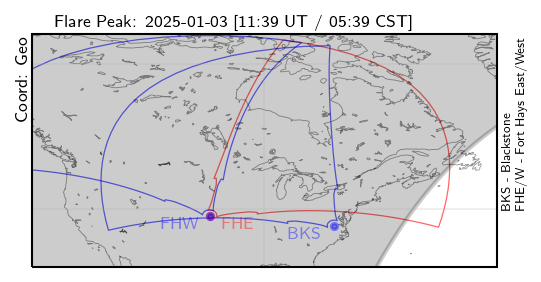 Flare Peak: 2025-01-03 [11:39 UT / 05:39 CST]
Coord: Geo
FHW
FHE
BKS
BKS - Blackstone
FHE/W - Fort Hays East/West